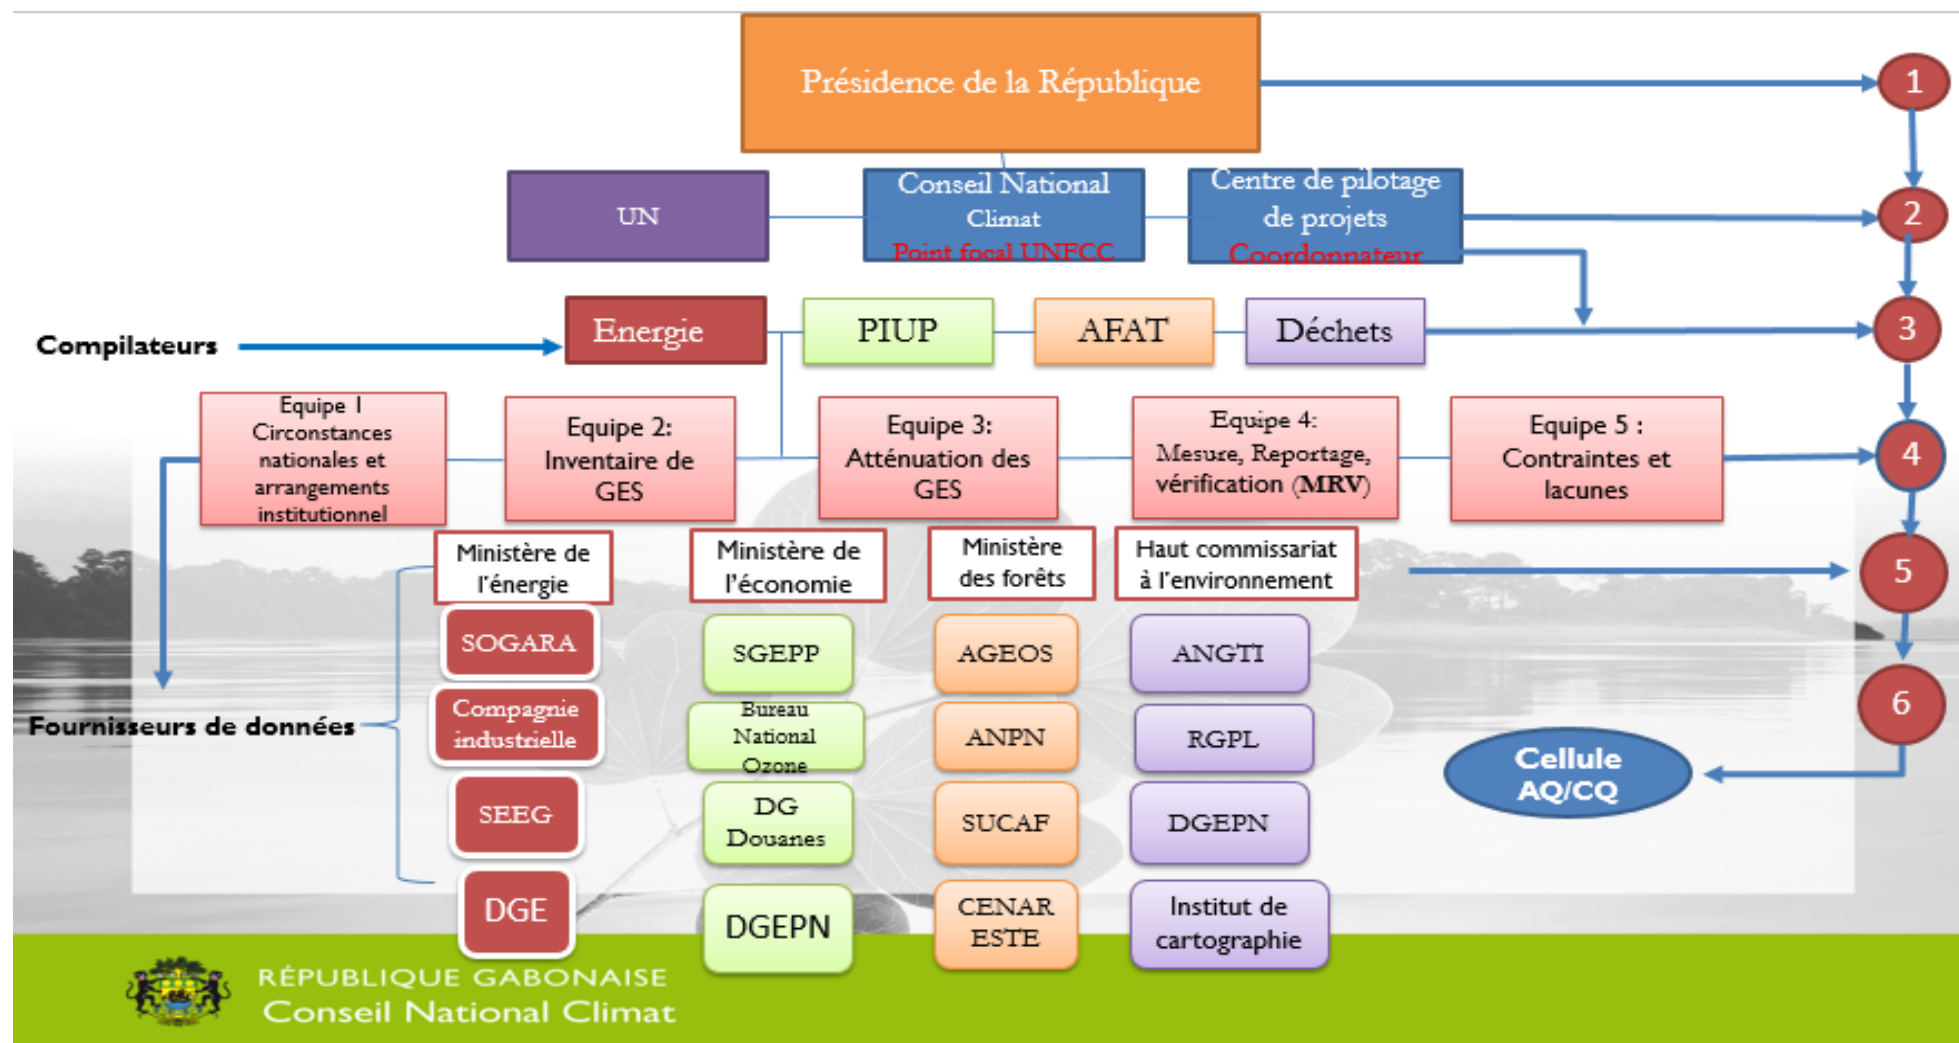 Présidence de la République
1
UN
Conseil National
Climat
Point focal UNFCC
Centre de pilotage
de projets
Coordonnateur
2
Compilateurs
Energie
PIUP
AFAT
Déchets
3
Equipe 1
Circonstances
nationales et
arrangements
institutionnel
Equipe 2:
Inventaire de
GES
Equipe 3:
Atténuation des
GES
Equipe 4:
Mesure, Reportage,
vérification (MRV)
Equipe 5 :
Contraintes et
lacunes
4
Ministère de
l'énergie
Ministère de
l'économie
Ministère
des forêts
Haut commissariat
à l'environnement
5
SOGARA
SGEPP
AGEOS
ANGTI
Fournisseurs de données
Compagnie
industrielle
Bureau
National
Ozone
ANPN
RGPL
6
SEEG
DG
Douanes
SUCAF
DGEPN
Cellule
AQ/CQ
DGE
DGEPN
CENAR
ESTE
Institut de
cartographie
RÉPUBLIQUE GABONAISE
Conseil National Climat